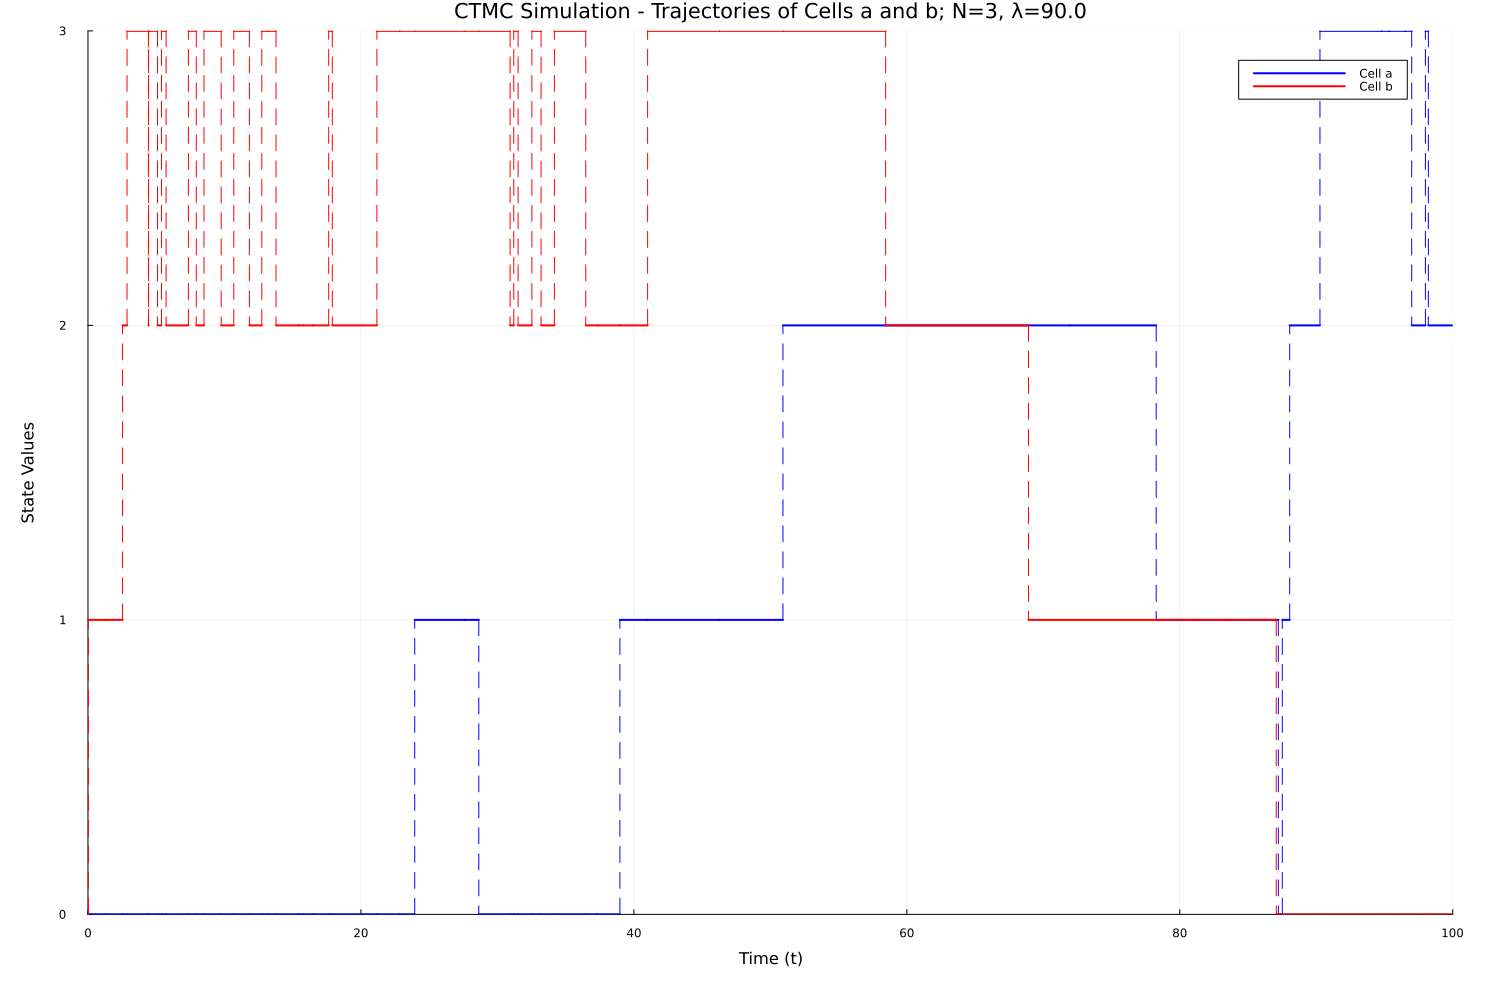 CTMC Simulation - Trajectories of Cells a and b; N=3, λ=90.0
3
Cell a
Cell b
2
State Values
1
0
0 20 40 60 80 100
Time (t)